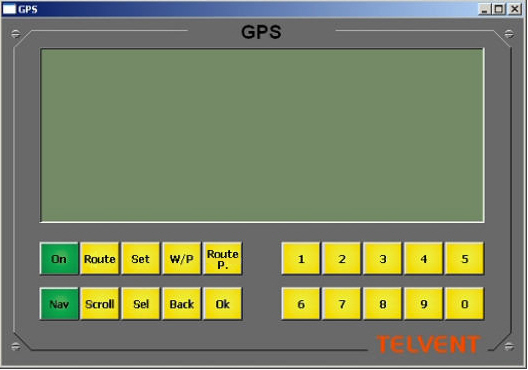 GPS
GPS
On Route Set W/P Route P. 1 2 3 4 5
Nav Scroll Sel Back Ok 6 7 8 9 0
TELVENT